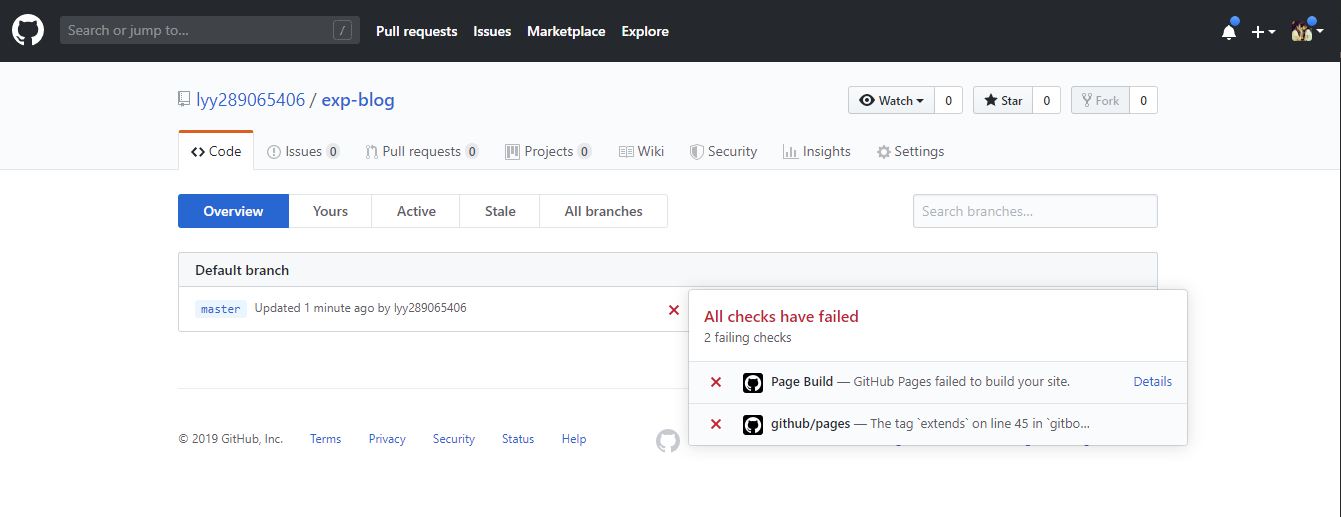 Search or jump to... /
Pull requests Issues Marketplace Explore
lyy289065406 / exp-blog
Watch 0 Star 0 Fork 0
Code Issues 0 Pull requests 0 Projects 0 Wiki Security Insights Settings
Overview Yours Active Stale All branches Search branches...
Default branch
master Updated 1 minute ago by lyy289065406
All checks have failed
2 failing checks
Page Build — GitHub Pages failed to build your site. Details
github/pages — The tag `extends` on line 45 in `gitbo...
© 2019 GitHub, Inc. Terms Privacy Security Status Help